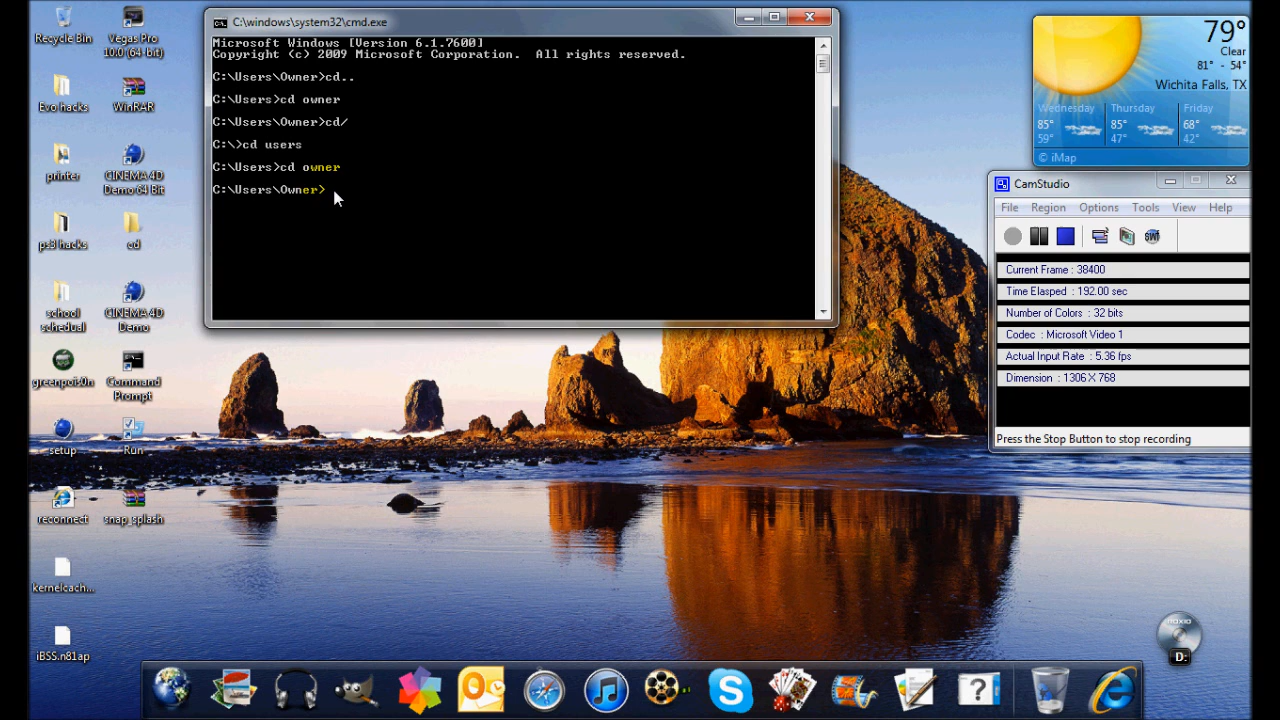 Recycle Bin
Vegas Pro
10.0 (64-bit)
Evo hacks
WinRAR
printer
CINEMA 4D
Demo 64 Bit
ps3 hacks
cd
school
schedual
CINEMA 4D
Demo
greenpois0n
Command
Prompt
setup
Run
reconnect
snap_splash
kernelcach...
iBSS.n81ap
C:\windows\system32\cmd.exe
Microsoft Windows [Version 6.1.7600]
Copyright (c) 2009 Microsoft Corporation.  All rights reserved.
C:\Users\Owner>cd..
C:\Users>cd owner
C:\Users\Owner>cd/
C:\>cd users
C:\Users>cd owner
C:\Users\Owner>
79°
Clear
81° - 54°
Wichita Falls, TX
Wednesday Thursday Friday
85° 85° 68°
59° 47° 42°
© iMap
CamStudio
File Region Options Tools View Help
SWF
Current Frame : 38400
Time Elasped : 192.00 sec
Number of Colors : 32 bits
Codec : Microsoft Video 1
Actual Input Rate : 5.36 fps
Dimension : 1306 X 768
Press the Stop Button to stop recording
ROXIO
D: